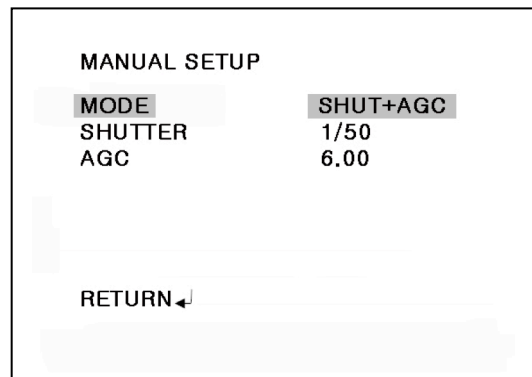 MANUAL SETUP
MODE SHUT+AGC
SHUTTER 1/50
AGC 6.00
RETURN↲